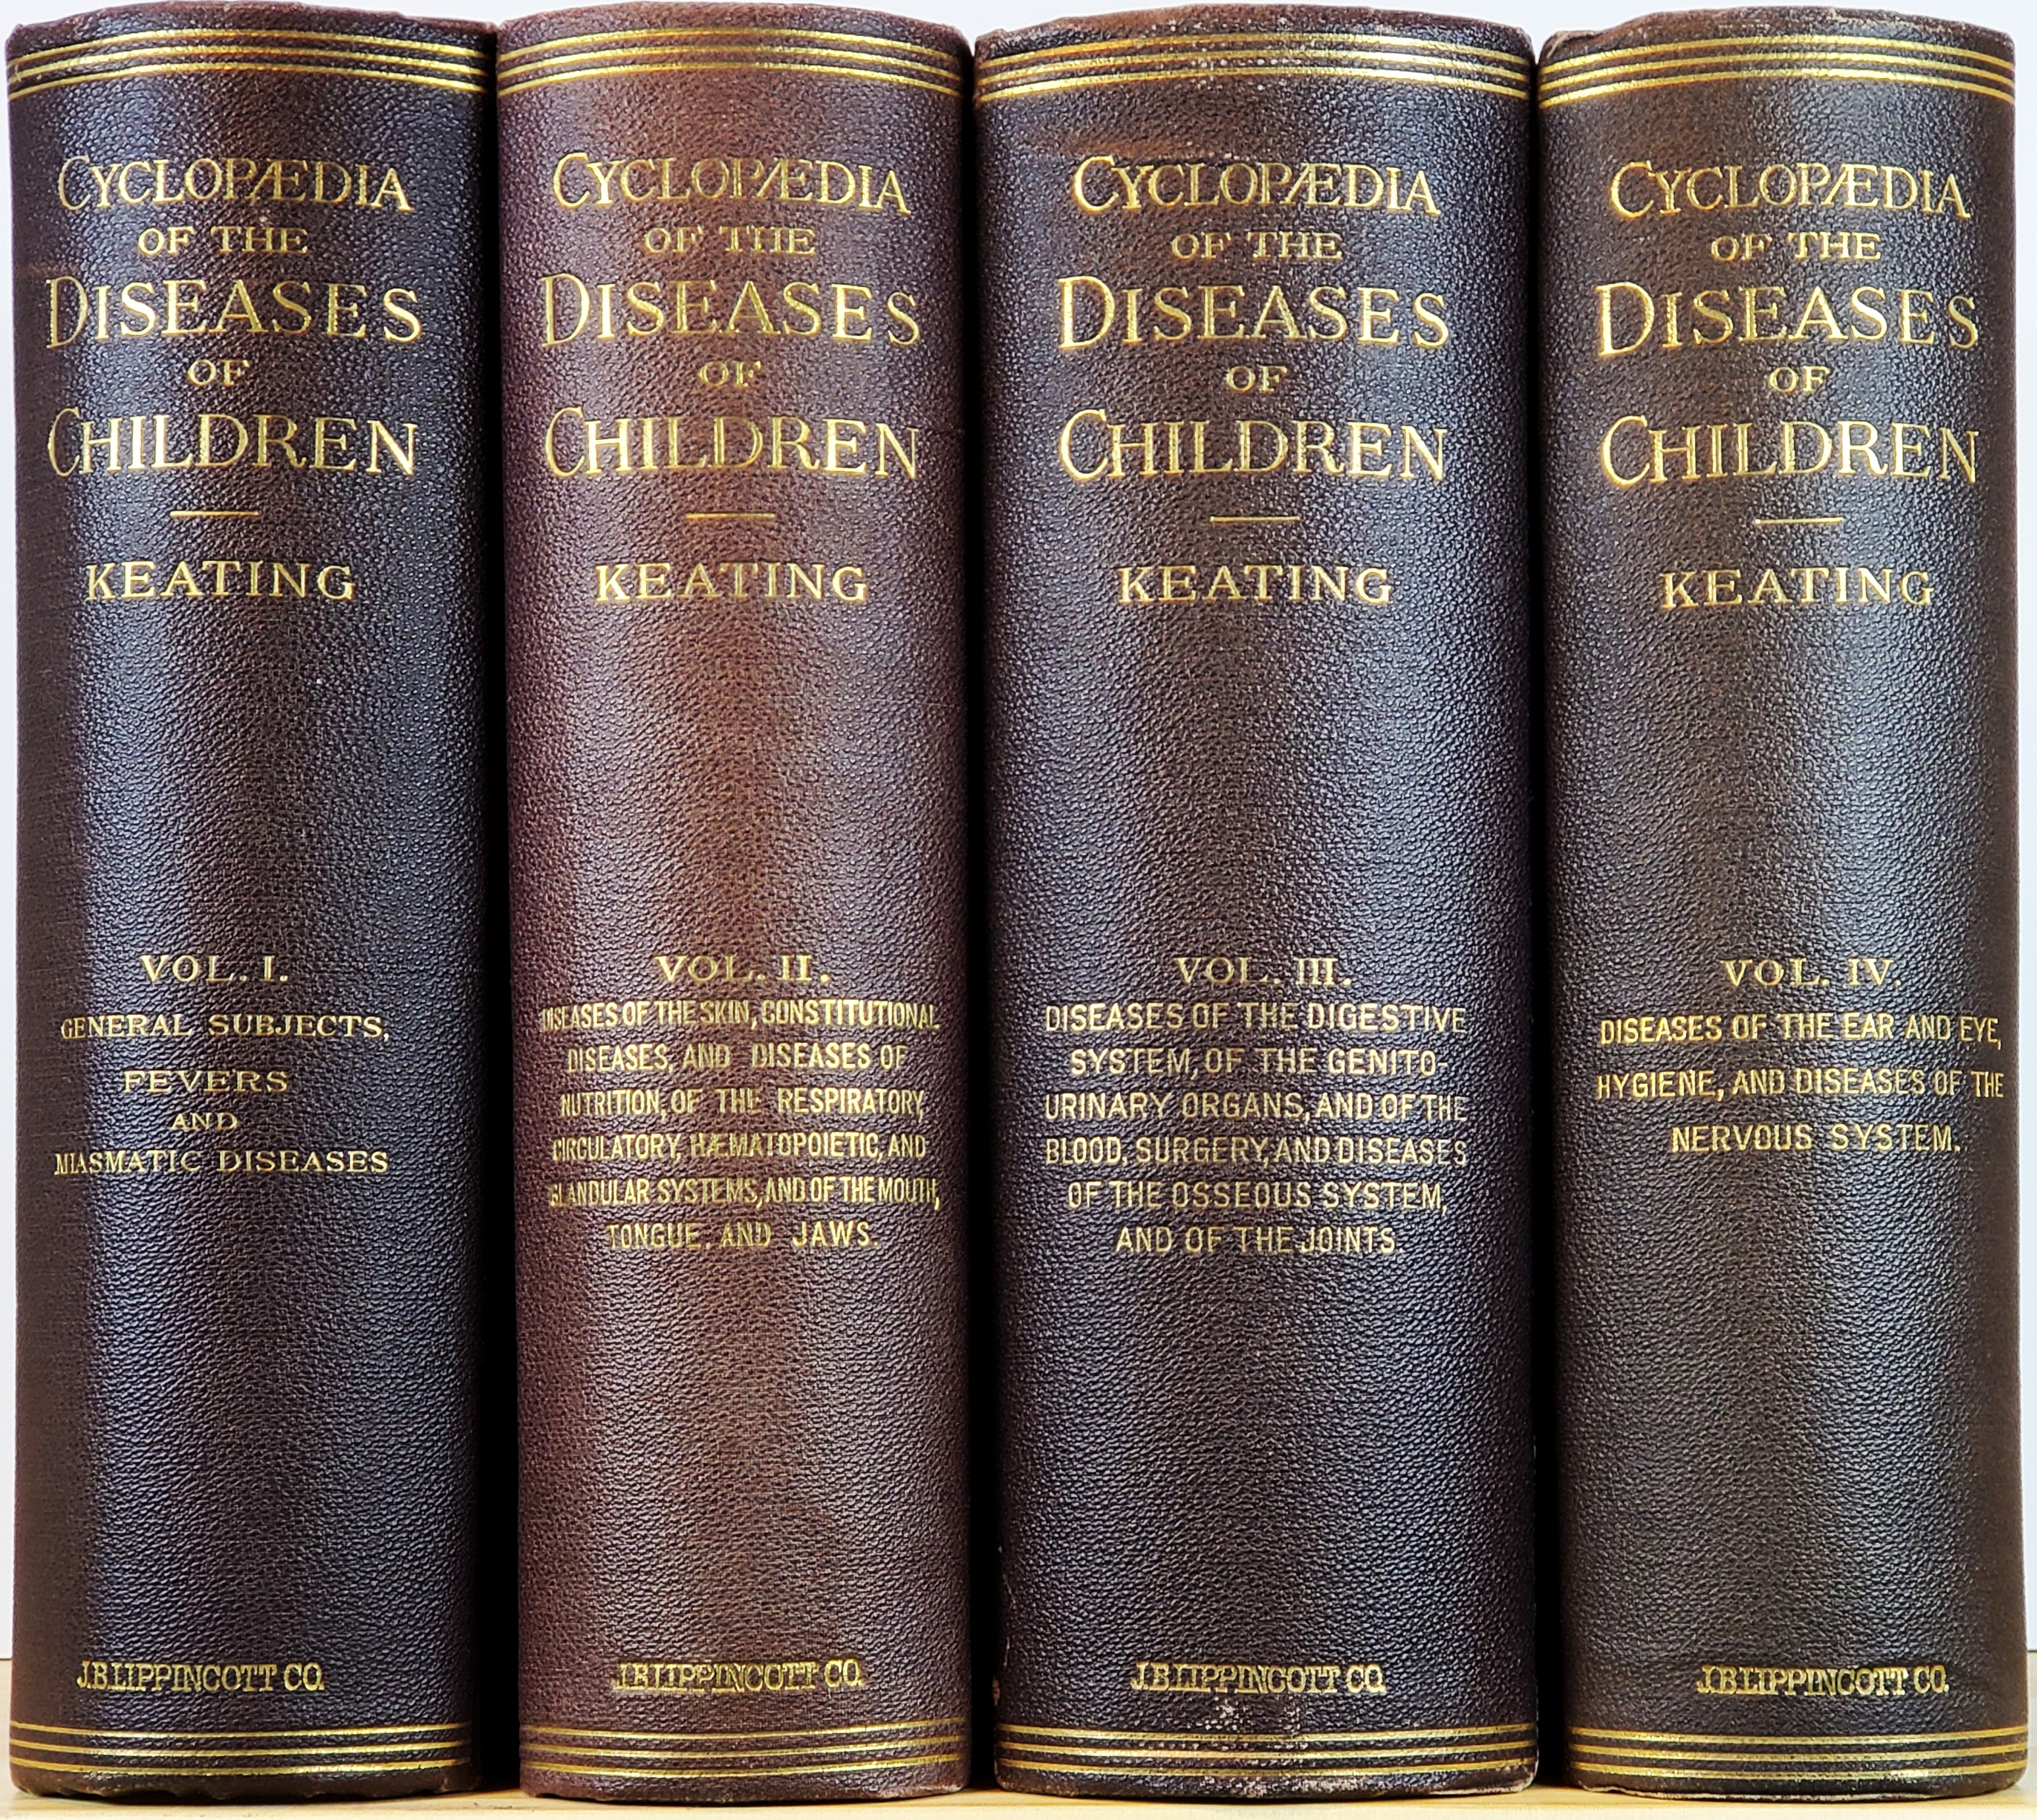 CYCLOPÆDIA
OF THE
DISEASES
OF
CHILDREN
KEATING
VOL. I.
GENERAL SUBJECTS,
FEVERS
AND
MIASMATIC DISEASES
J.B.LIPPINCOTT CO.
CYCLOPÆDIA
OF THE
DISEASES
OF
CHILDREN
KEATING
VOL. II.
DISEASES OF THE SKIN, CONSTITUTIONAL
DISEASES, AND DISEASES OF
NUTRITION, OF THE RESPIRATORY,
CIRCULATORY, HÆMATOPOIETIC, AND
GLANDULAR SYSTEMS, AND OF THE MOUTH,
TONGUE, AND JAWS.
J.B.LIPPINCOTT CO.
CYCLOPÆDIA
OF THE
DISEASES
OF
CHILDREN
KEATING
VOL. III.
DISEASES OF THE DIGESTIVE
SYSTEM, OF THE GENITO-
URINARY ORGANS, AND OF THE
BLOOD, SURGERY, AND DISEASES
OF THE OSSEOUS SYSTEM,
AND OF THE JOINTS.
J.B.LIPPINCOTT CO.
CYCLOPÆDIA
OF THE
DISEASES
OF
CHILDREN
KEATING
VOL. IV.
DISEASES OF THE EAR AND EYE,
HYGIENE, AND DISEASES OF THE
NERVOUS SYSTEM.
J.B.LIPPINCOTT CO.